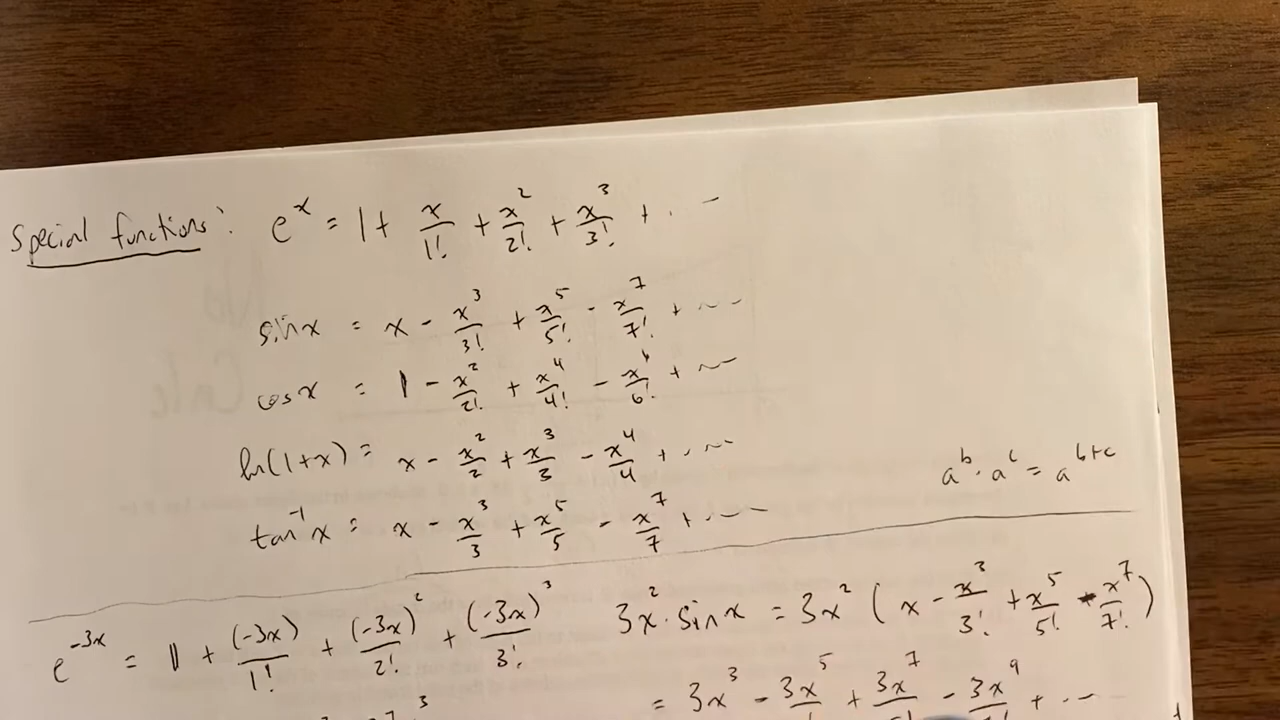 Special functions: e^x = 1 + x/1! + x^2/2! + x^3/3! + ...
sin x = x - x^3/3! + x^5/5! - x^7/7! + ...
cos x = 1 - x^2/2! + x^4/4! - x^6/6! + ...
ln(1+x) = x - x^2/2 + x^3/3 - x^4/4 + ...
a^b · a^c = a^(b+c)
tan^-1 x = x - x^3/3 + x^5/5 - x^7/7 + ...
e^-3x = 1 + (-3x)/1! + (-3x)^2/2! + (-3x)^3/3!
3x^2 · sin x = 3x^2 (x - x^3/3! + x^5/5! - x^7/7!)
= 3x^3 - 3x^5 + 3x^7 - 3x^9 + ...